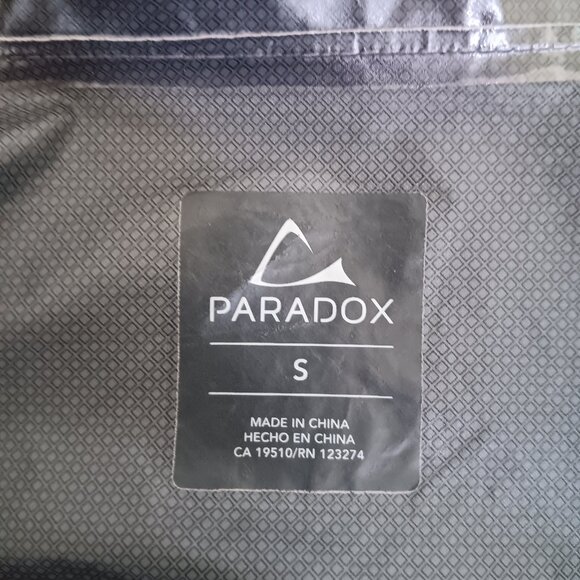 PARADOX
S
MADE IN CHINA
HECHO EN CHINA
CA 19510/RN 123274